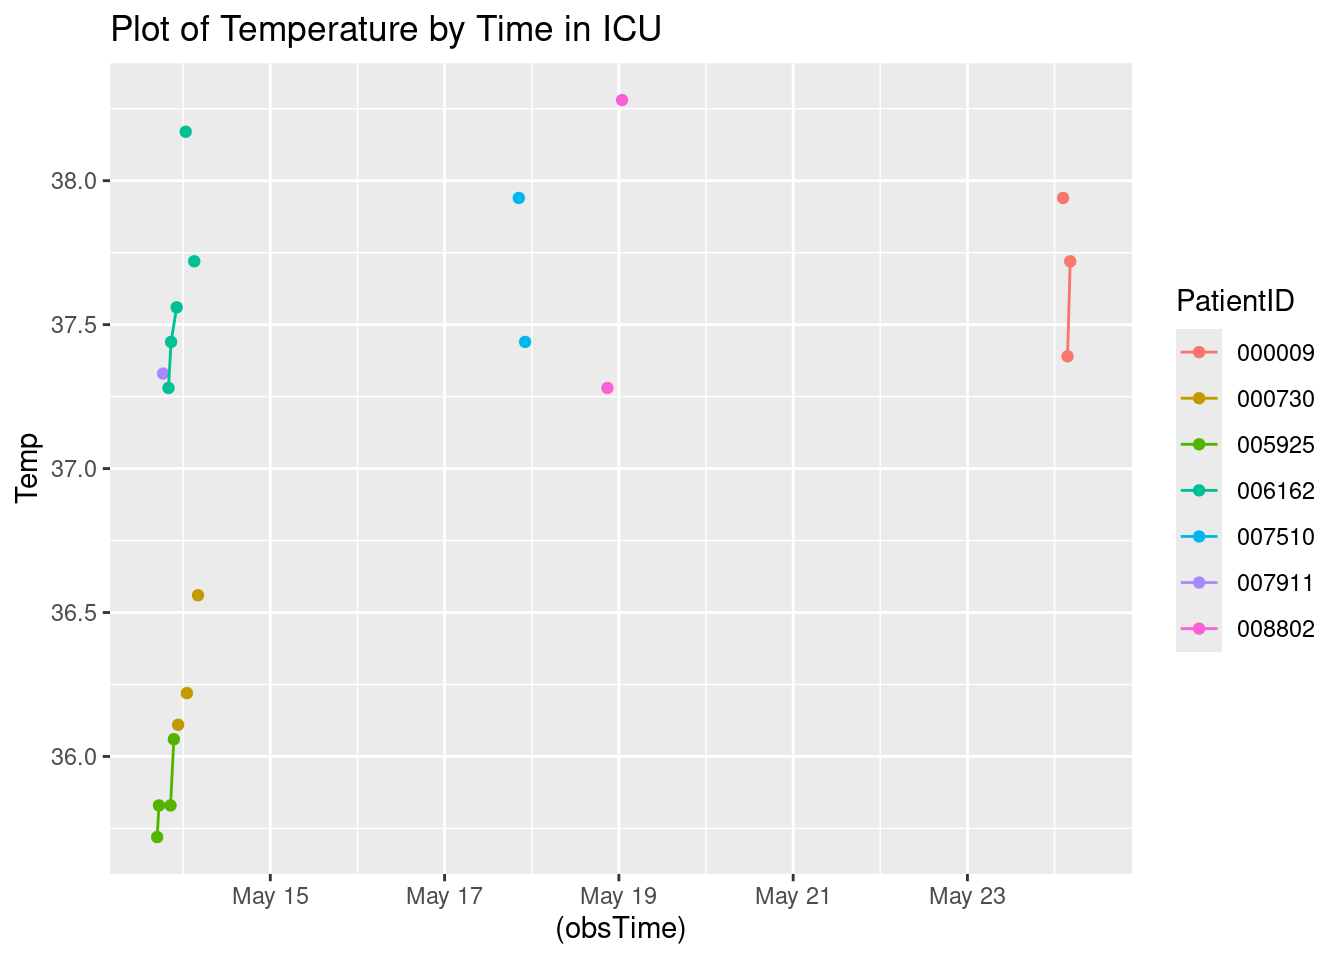 Plot of Temperature by Time in ICU
38.0
37.5
37.0
36.5
36.0
Temp
May 15
May 17
May 19
May 21
May 23
(obsTime)
PatientID
000009
000730
005925
006162
007510
007911
008802